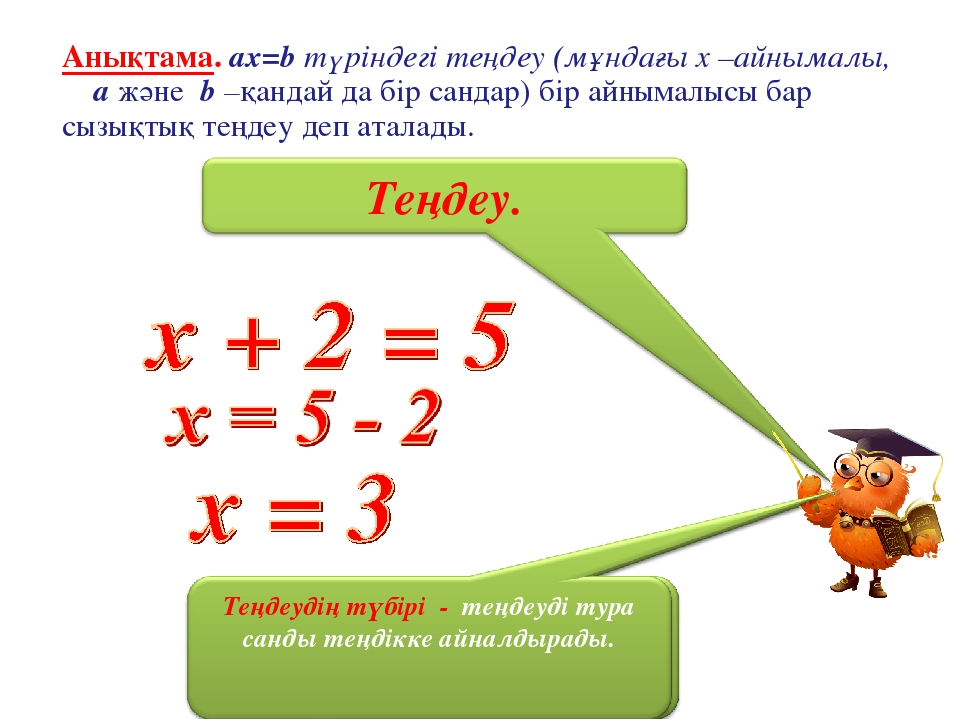 Анықтама. ax=b түріндегі теңдеу (мұндағы x –айнымалы,
a және b –қандай да бір сандар) бір айнымалысы бар
сызықтық теңдеу деп аталады.
Теңдеу.
x + 2 = 5
x = 5 - 2
x = 3
Теңдеудің түбірі - теңдеуді тура
санды теңдікке айналдырады.